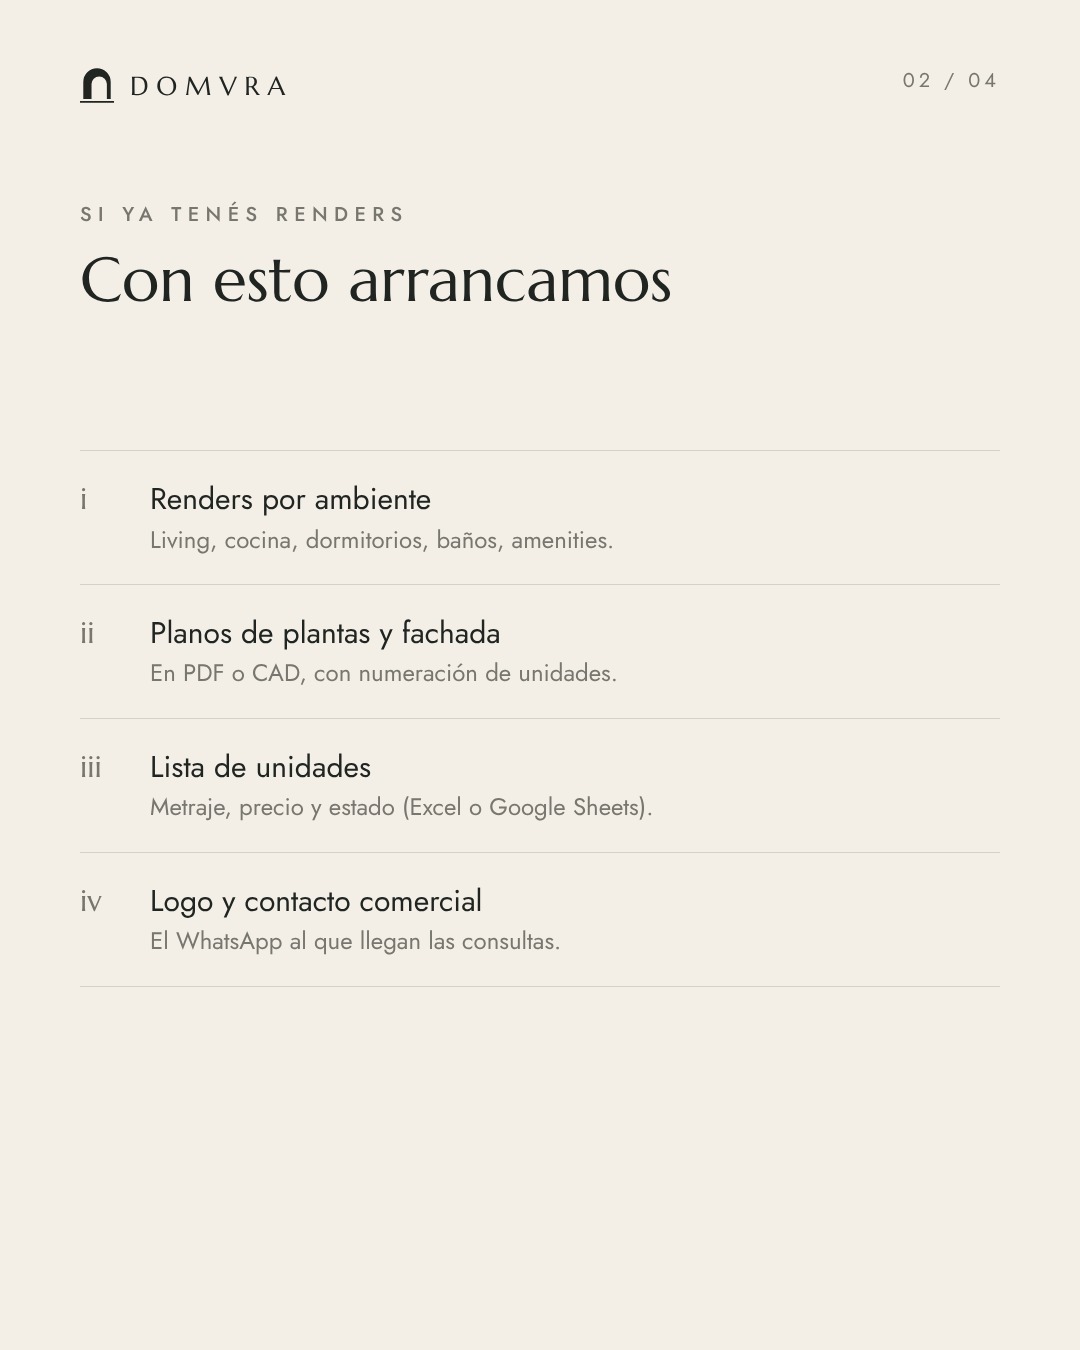 DOMVRA
02 / 04
SI YA TENÉS RENDERS
Con esto arrancamos
i
Renders por ambiente
Living, cocina, dormitorios, baños, amenities.
ii
Planos de plantas y fachada
En PDF o CAD, con numeración de unidades.
iii
Lista de unidades
Metraje, precio y estado (Excel o Google Sheets).
iv
Logo y contacto comercial
El WhatsApp al que llegan las consultas.